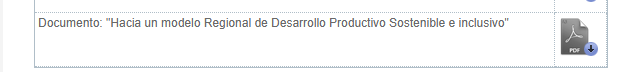 Documento: "Hacia un modelo Regional de Desarrollo Productivo Sostenible e inclusivo"
PDF